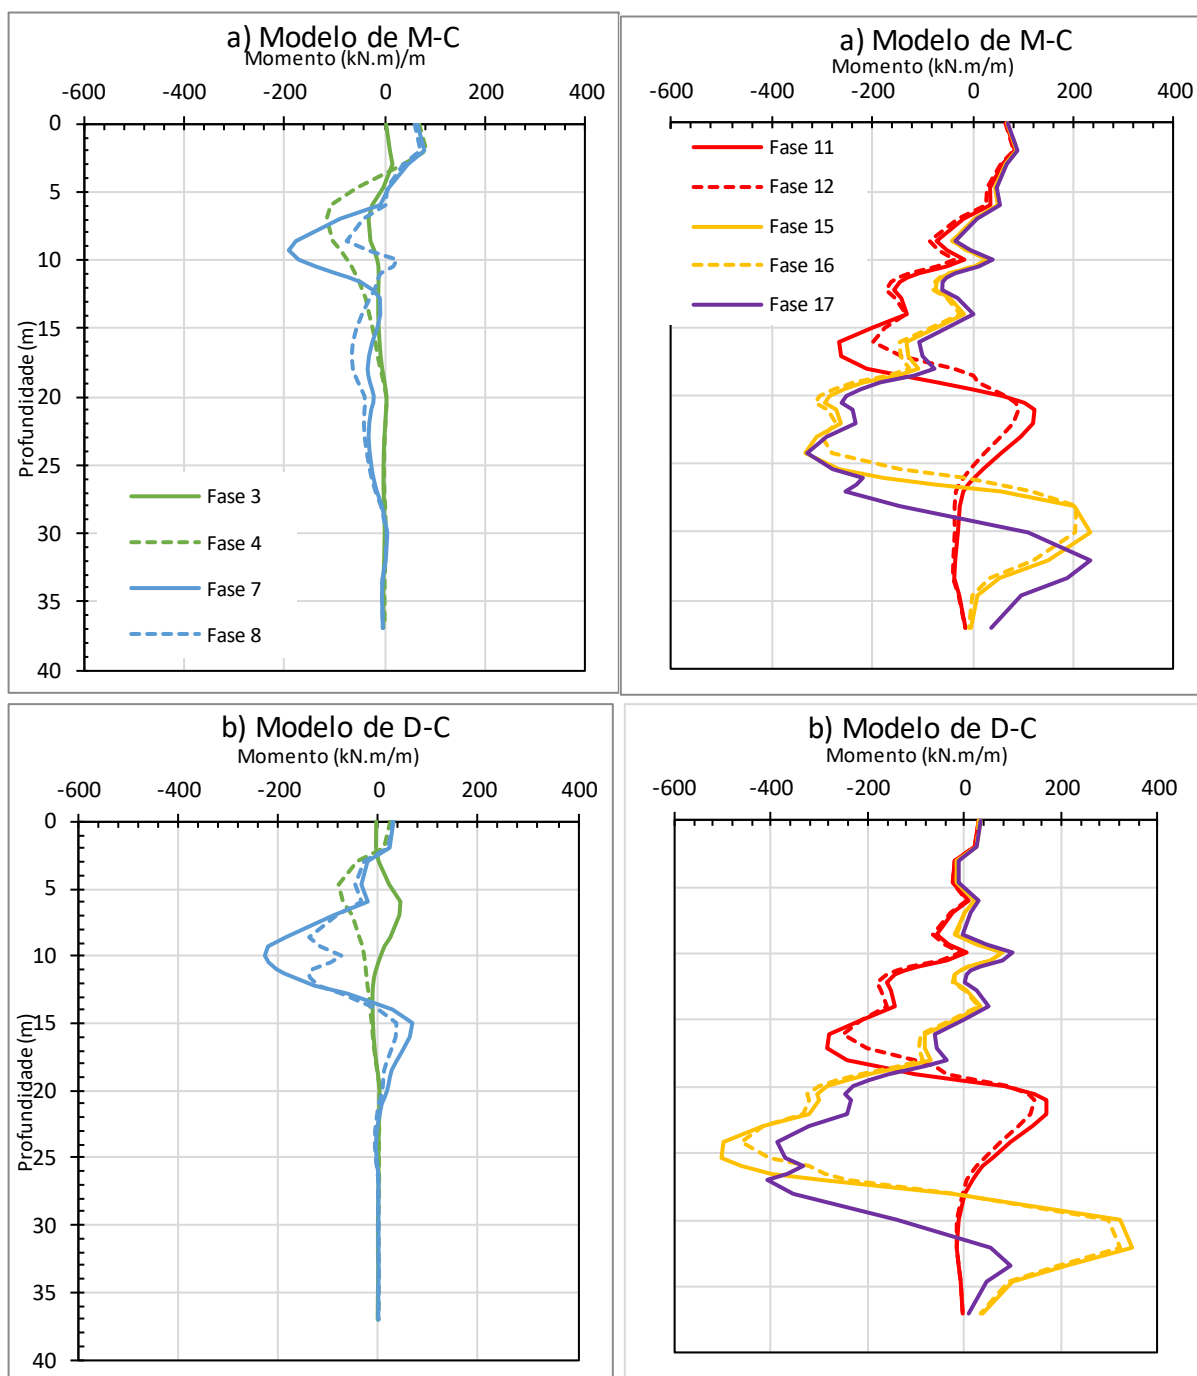 a) Modelo de M-C
Momento (kN.m)/m
-600 -400 -200 0 200 400
0
5
10
15
20
25
30
35
40
Profundidade (m)
Fase 3
Fase 4
Fase 7
Fase 8
a) Modelo de M-C
Momento (kN.m/m)
-600 -400 -200 0 200 400
Fase 11
Fase 12
Fase 15
Fase 16
Fase 17
b) Modelo de D-C
Momento (kN.m/m)
-600 -400 -200 0 200 400
0
5
10
15
20
25
30
35
40
Profundidade (m)
b) Modelo de D-C
Momento (kN.m/m)
-600 -400 -200 0 200 400